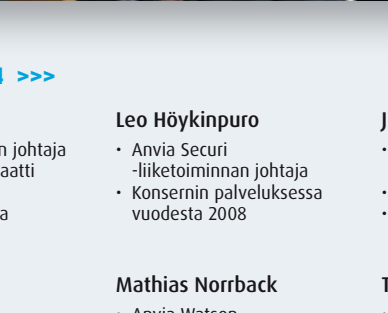 >>>
n johtaja
aatti
a
Leo Höykinpuro
• Anvia Securi
-liiketoiminnan johtaja
• Konsernin palveluksessa
vuodesta 2008
Mathias Norrback
• Anvia Watson
J
•
•
•
T